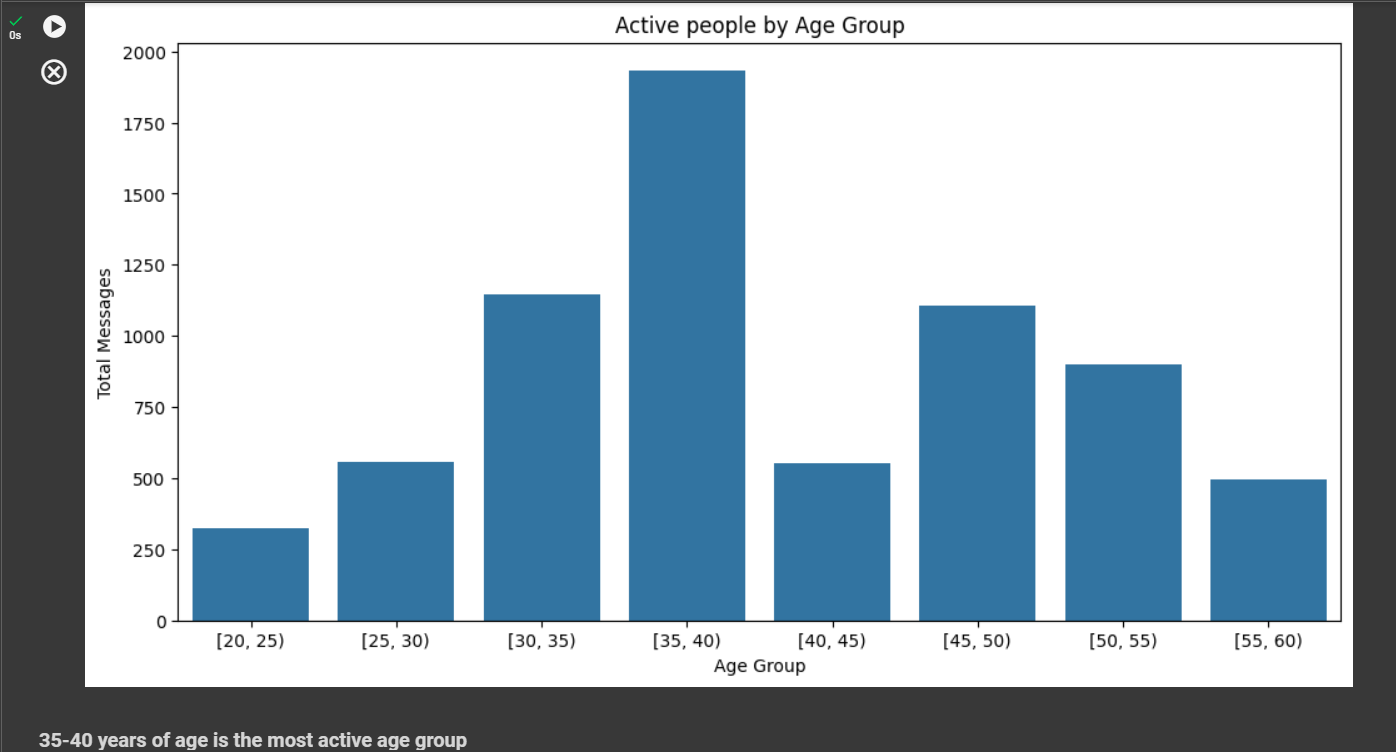 0s
Active people by Age Group
2000
1750
1500
1250
1000
750
500
250
0
Total Messages
[20, 25) [25, 30) [30, 35) [35, 40) [40, 45) [45, 50) [50, 55) [55, 60)
Age Group
35-40 years of age is the most active age group